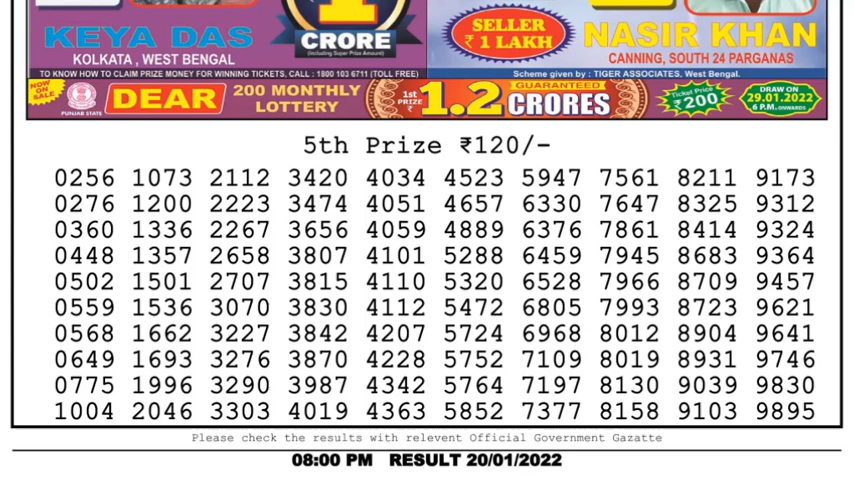 1
CRORE
(Including Super Prize Amount)
KEYA DAS
KOLKATA, WEST BENGAL
SELLER
₹ 1 LAKH
NASIR KHAN
CANNING, SOUTH 24 PARGANAS
TO KNOW HOW TO CLAIM PRIZE MONEY FOR WINNING TICKETS. CALL : 1800 103 6711 (TOLL FREE)
Scheme given by : TIGER ASSOCIATES, West Bengal.
NOW ON SALE
PUNJAB STATE
DEAR
200 MONTHLY
LOTTERY
1st
PRIZE
₹
1.2
GUARANTEED
CRORES
Ticket Price
₹200
DRAW ON
29.01.2022
6 P.M. ONWARDS
5th Prize ₹120/-
0256 1073 2112 3420 4034 4523 5947 7561 8211 9173
0276 1200 2223 3474 4051 4657 6330 7647 8325 9312
0360 1336 2267 3656 4059 4889 6376 7861 8414 9324
0448 1357 2658 3807 4101 5288 6459 7945 8683 9364
0502 1501 2707 3815 4110 5320 6528 7966 8709 9457
0559 1536 3070 3830 4112 5472 6805 7993 8723 9621
0568 1662 3227 3842 4207 5724 6968 8012 8904 9641
0649 1693 3276 3870 4228 5752 7109 8019 8931 9746
0775 1996 3290 3987 4342 5764 7197 8130 9039 9830
1004 2046 3303 4019 4363 5852 7377 8158 9103 9895
Please check the results with relevent Official Government Gazatte
08:00 PM RESULT 20/01/2022